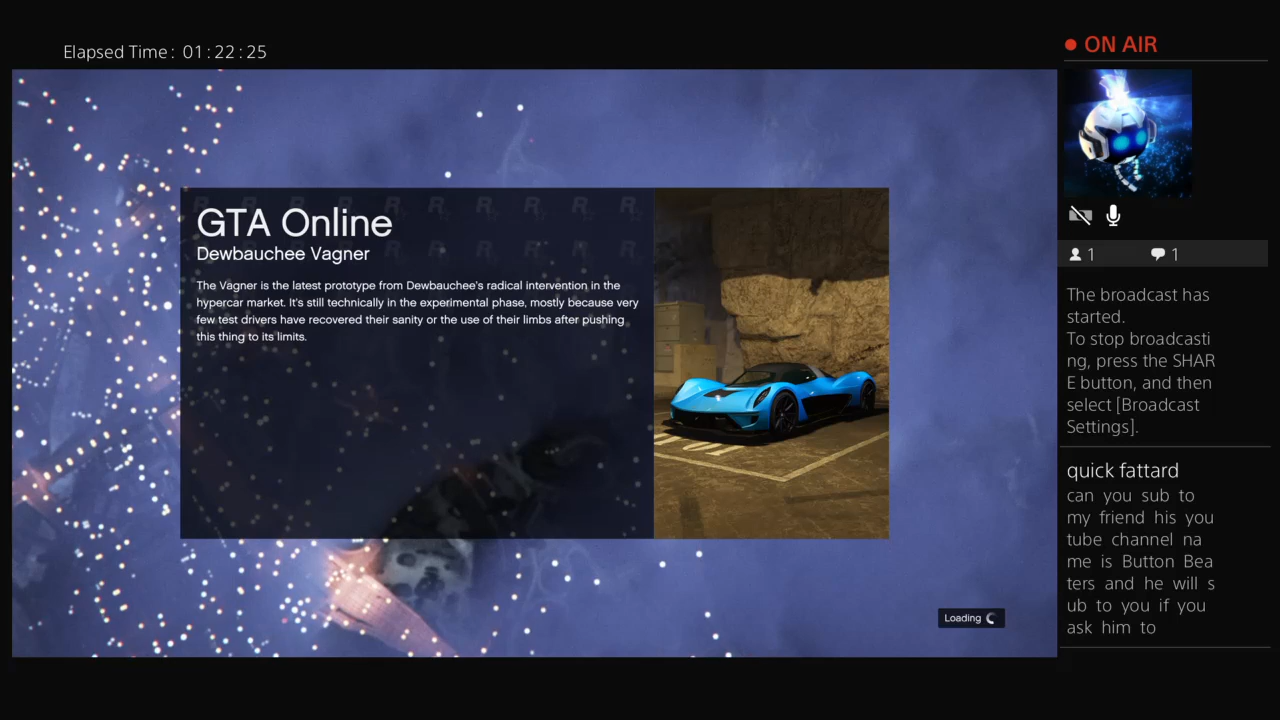 Elapsed Time: 01:22:25
ON AIR
GTA Online
Dewbauchee Vagner
The Vagner is the latest prototype from Dewbauchee's radical intervention in the
hypercar market. It's still technically in the experimental phase, mostly because very
few test drivers have recovered their sanity or the use of their limbs after pushing
this thing to its limits.
Loading
1 1
The broadcast has
started.
To stop broadcasti
ng, press the SHAR
E button, and then
select [Broadcast
Settings].
quick fattard
can you sub to
my friend his you
tube channel na
me is Button Bea
ters and he will s
ub to you if you
ask him to